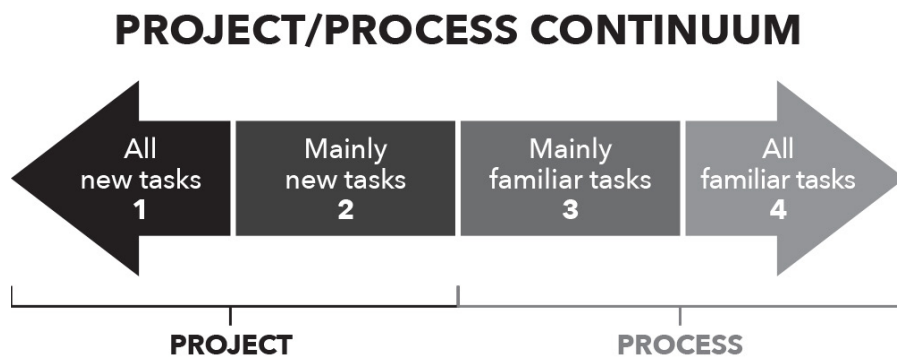 PROJECT/PROCESS CONTINUUM
All
new tasks
1
Mainly
new tasks
2
Mainly
familiar tasks
3
All
familiar tasks
4
PROJECT
PROCESS